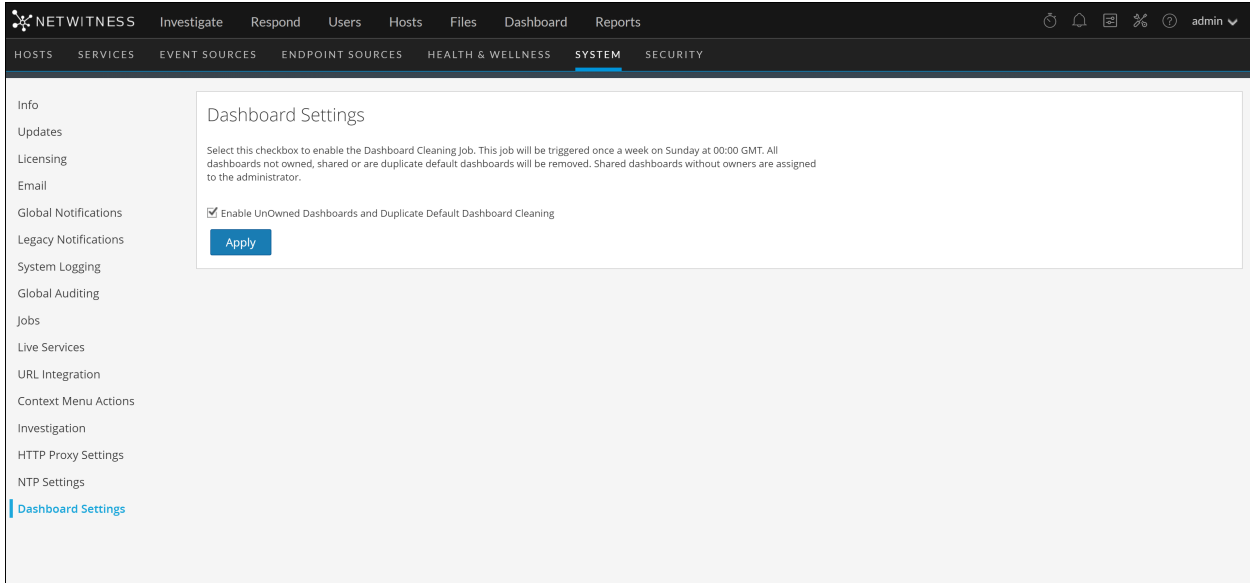 NETWITNESS Investigate Respond Users Hosts Files Dashboard Reports admin
HOSTS SERVICES EVENT SOURCES ENDPOINT SOURCES HEALTH & WELLNESS SYSTEM SECURITY
Info
Updates
Licensing
Email
Global Notifications
Legacy Notifications
System Logging
Global Auditing
Jobs
Live Services
URL Integration
Context Menu Actions
Investigation
HTTP Proxy Settings
NTP Settings
Dashboard Settings
Dashboard Settings
Select this checkbox to enable the Dashboard Cleaning Job. This job will be triggered once a week on Sunday at 00:00 GMT. All
dashboards not owned, shared or are duplicate default dashboards will be removed. Shared dashboards without owners are assigned
to the administrator.
Enable UnOwned Dashboards and Duplicate Default Dashboard Cleaning
Apply